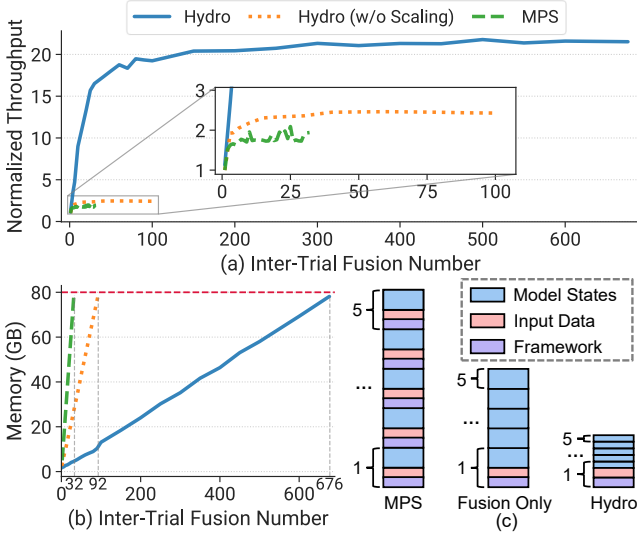 Hydro
Hydro (w/o Scaling)
MPS
Normalized Throughput
20
15
10
5
0
3
2
1
0
25
50
75
100
0
100
200
300
400
500
600
(a) Inter-Trial Fusion Number
Memory (GB)
80
60
40
20
0
0
32
92
200
400
600
676
(b) Inter-Trial Fusion Number
Model States
Input Data
Framework
5
...
1
MPS
5
...
1
Fusion Only
5
...
1
Hydro
(c)